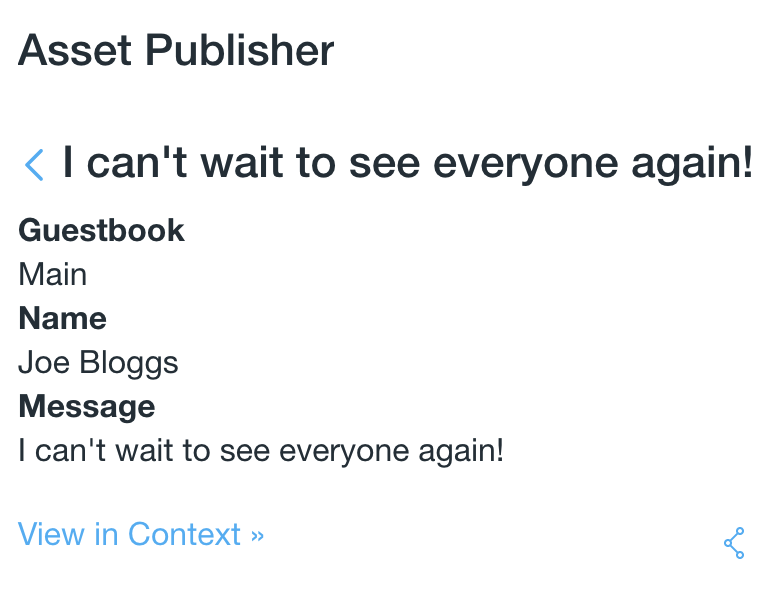 Asset Publisher
I can't wait to see everyone again!
Guestbook
Main
Name
Joe Bloggs
Message
I can't wait to see everyone again!
View in Context »